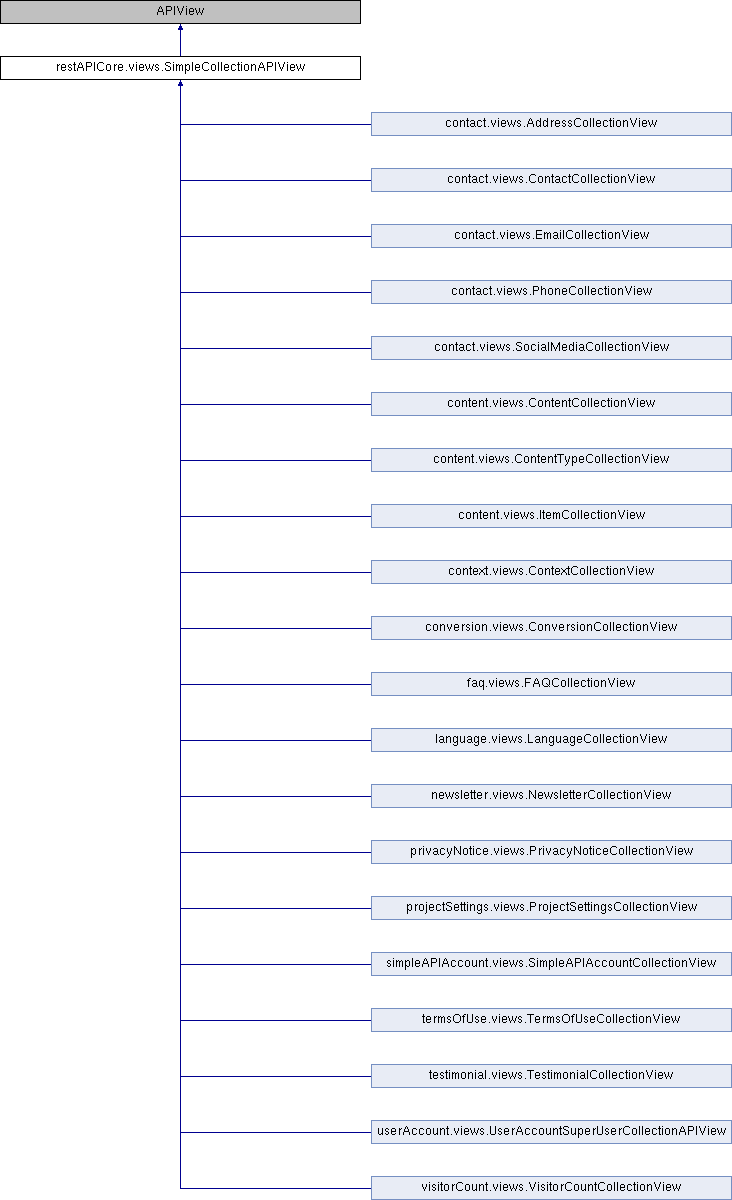 APIView
restAPICore.views.SimpleCollectionAPIView
contact.views.AddressCollectionView
contact.views.ContactCollectionView
contact.views.EmailCollectionView
contact.views.PhoneCollectionView
contact.views.SocialMediaCollectionView
content.views.ContentCollectionView
content.views.ContentTypeCollectionView
content.views.ItemCollectionView
context.views.ContextCollectionView
conversion.views.ConversionCollectionView
faq.views.FAQCollectionView
language.views.LanguageCollectionView
newsletter.views.NewsletterCollectionView
privacyNotice.views.PrivacyNoticeCollectionView
projectSettings.views.ProjectSettingsCollectionView
simpleAPIAccount.views.SimpleAPIAccountCollectionView
termsOfUse.views.TermsOfUseCollectionView
testimonial.views.TestimonialCollectionView
userAccount.views.UserAccountSuperUserCollectionAPIView
visitorCount.views.VisitorCountCollectionView